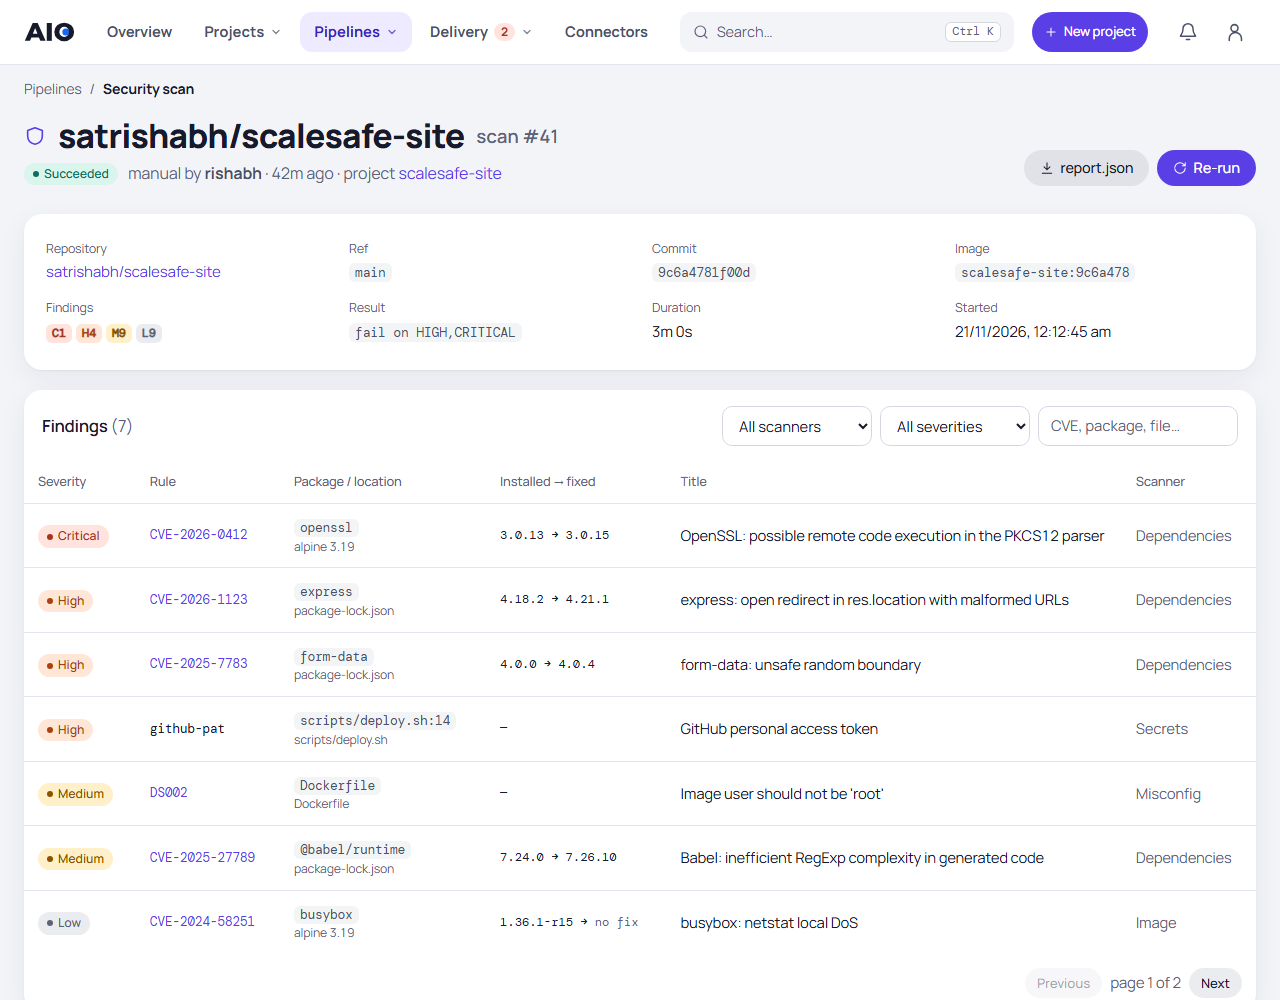 AIO Overview Projects Pipelines Delivery 2 Connectors Search... Ctrl K + New project
Pipelines / Security scan
satrishabh/scalesafe-site scan #41
Succeeded manual by rishabh · 42m ago · project scalesafe-site report.json Re-run
Repository Ref Commit Image
satrishabh/scalesafe-site main 9c6a4781f00d scalesafe-site:9c6a478
Findings Result Duration Started
C1 H4 M9 L9 fail on HIGH,CRITICAL 3m 0s 21/11/2026, 12:12:45 am
Findings (7) All scanners All severities CVE, package, file...
Severity Rule Package / location Installed → fixed Title Scanner
Critical CVE-2026-0412 openssl 3.0.13 → 3.0.15 OpenSSL: possible remote code execution in the PKCS12 parser Dependencies
alpine 3.19
High CVE-2026-1123 express 4.18.2 → 4.21.1 express: open redirect in res.location with malformed URLs Dependencies
package-lock.json
High CVE-2025-7783 form-data 4.0.0 → 4.0.4 form-data: unsafe random boundary Dependencies
package-lock.json
High github-pat scripts/deploy.sh:14 — GitHub personal access token Secrets
scripts/deploy.sh
Medium DS002 Dockerfile — Image user should not be 'root' Misconfig
Dockerfile
Medium CVE-2025-27789 @babel/runtime 7.24.0 → 7.26.10 Babel: inefficient RegExp complexity in generated code Dependencies
package-lock.json
Low CVE-2024-58251 busybox 1.36.1-r15 → no fix busybox: netstat local DoS Image
alpine 3.19
Previous page 1 of 2 Next